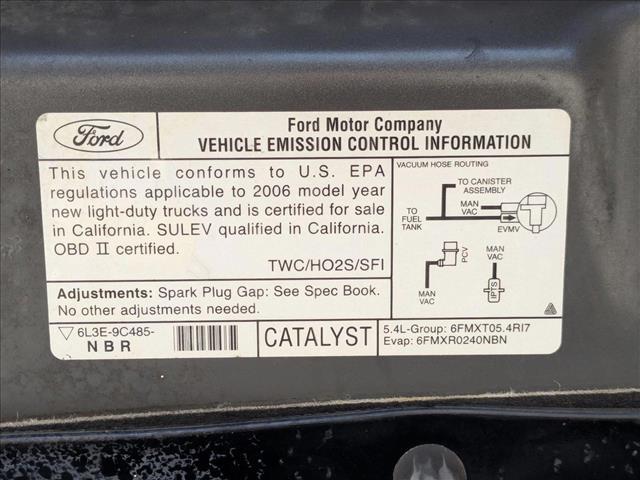 Ford
Ford Motor Company
VEHICLE EMISSION CONTROL INFORMATION
This vehicle conforms to U.S. EPA
regulations applicable to 2006 model year
new light-duty trucks and is certified for sale
in California. SULEV qualified in California.
OBD II certified.
TWC/HO2S/SFI
Adjustments: Spark Plug Gap: See Spec Book.
No other adjustments needed.
6L3E-9C485-
NBR
CATALYST
VACUUM HOSE ROUTING
TO CANISTER
ASSEMBLY
MAN
VAC
TO
FUEL
TANK
EVMV
PCV
MAN
VAC
MAN
VAC
IPTS
5.4L-Group: 6FMXT05.4RI7
Evap: 6FMXR0240NBN